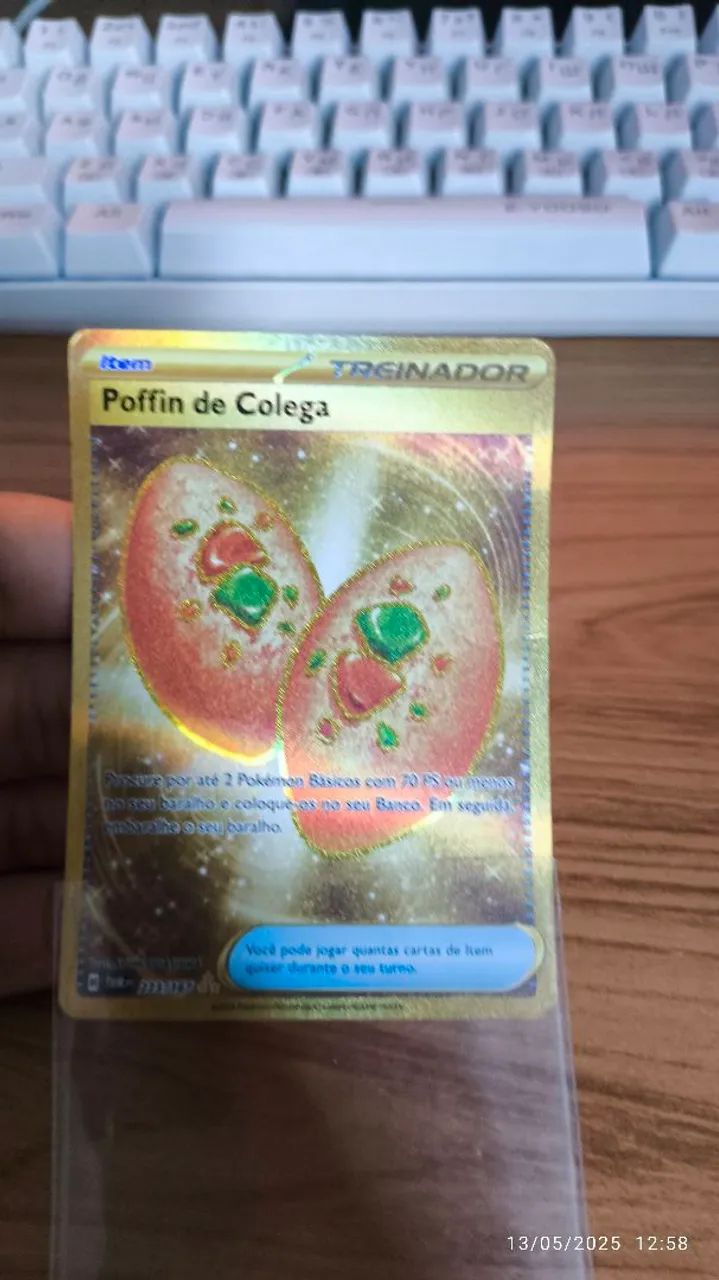 Item
TREINADOR
Poffin de Colega
Procure por até 2 Pokémon Básicos com 70 PS ou menos
no seu baralho e coloque-os no seu Banco. Em seguida,
embaralhe o seu baralho.
Você pode jogar quantas cartas de Item
quiser durante o seu turno.
13/05/2025 12:58